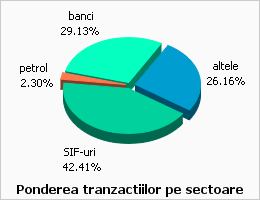 banci
29.13%
altele
26.16%
petrol
2.30%
SIF-uri
42.41%
Ponderea tranzactiilor pe sectoare